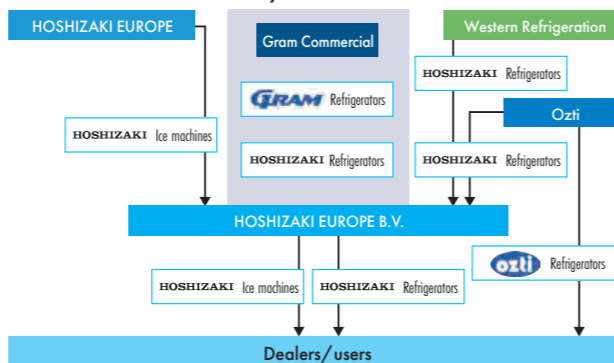 HOSHIZAKI EUROPE
Gram Commercial
Western Refrigeration
HOSHIZAKI Refrigerators
GRAM Refrigerators
Ozti
HOSHIZAKI Ice machines
HOSHIZAKI Refrigerators
HOSHIZAKI Refrigerators
HOSHIZAKI EUROPE B.V.
ozti Refrigerators
HOSHIZAKI Ice machines
HOSHIZAKI Refrigerators
Dealers/users